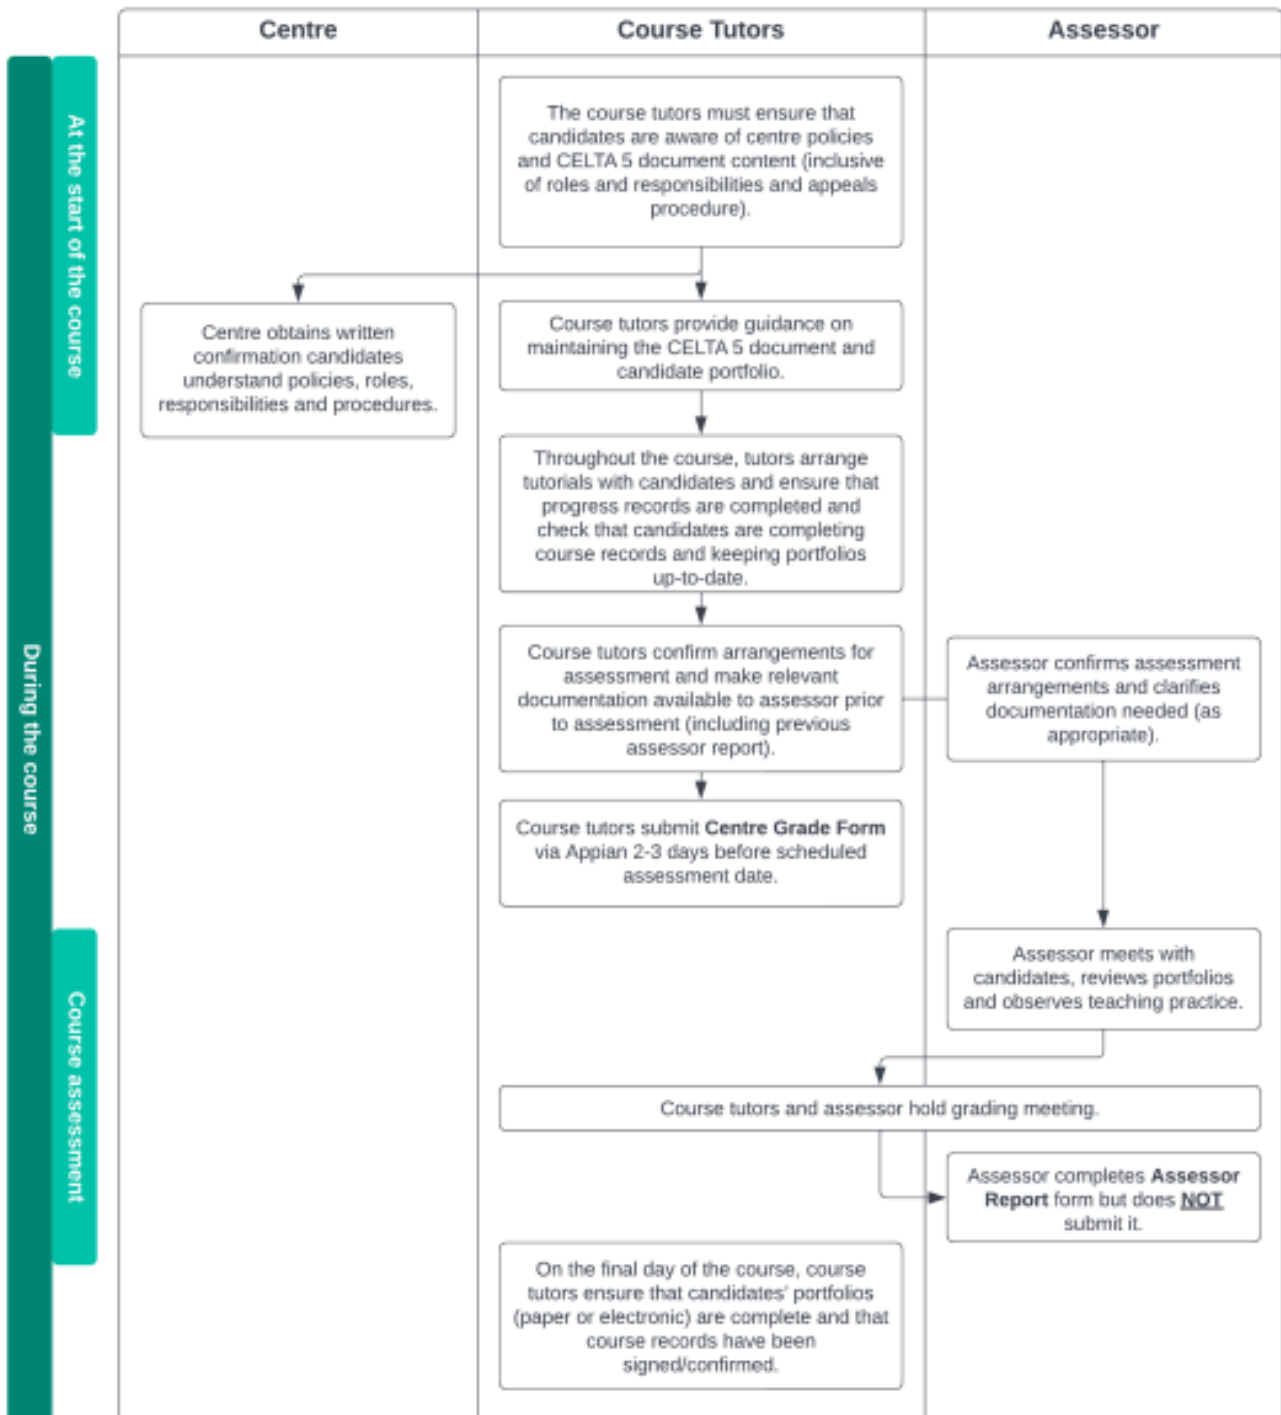 Centre
Course Tutors
Assessor
During the course
At the start of the course
The course tutors must ensure that
candidates are aware of centre policies
and CELTA 5 document content (inclusive
of roles and responsibilities and appeals
procedure).
Centre obtains written
confirmation candidates
understand policies, roles,
responsibilities and procedures.
Course tutors provide guidance on
maintaining the CELTA 5 document and
candidate portfolio.
Throughout the course, tutors arrange
tutorials with candidates and ensure that
progress records are completed and
check that candidates are completing
course records and keeping portfolios
up-to-date.
Course tutors confirm arrangements for
assessment and make relevant
documentation available to assessor prior
to assessment (including previous
assessor report).
Assessor confirms assessment
arrangements and clarifies
documentation needed (as
appropriate).
Course tutors submit Centre Grade Form
via Appian 2-3 days before scheduled
assessment date.
Course assessment
Assessor meets with
candidates, reviews portfolios
and observes teaching practice.
Course tutors and assessor hold grading meeting.
Assessor completes Assessor
Report form but does NOT
submit it.
On the final day of the course, course
tutors ensure that candidates' portfolios
(paper or electronic) are complete and that
course records have been
signed/confirmed.